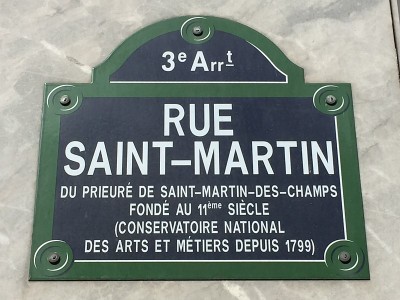 3e Arrt
RUE
SAINT–MARTIN
DU PRIEURÉ DE SAINT–MARTIN–DES–CHAMPS
FONDÉ AU 11ème SIÈCLE
(CONSERVATOIRE NATIONAL
DES ARTS ET MÉTIERS DEPUIS 1799)